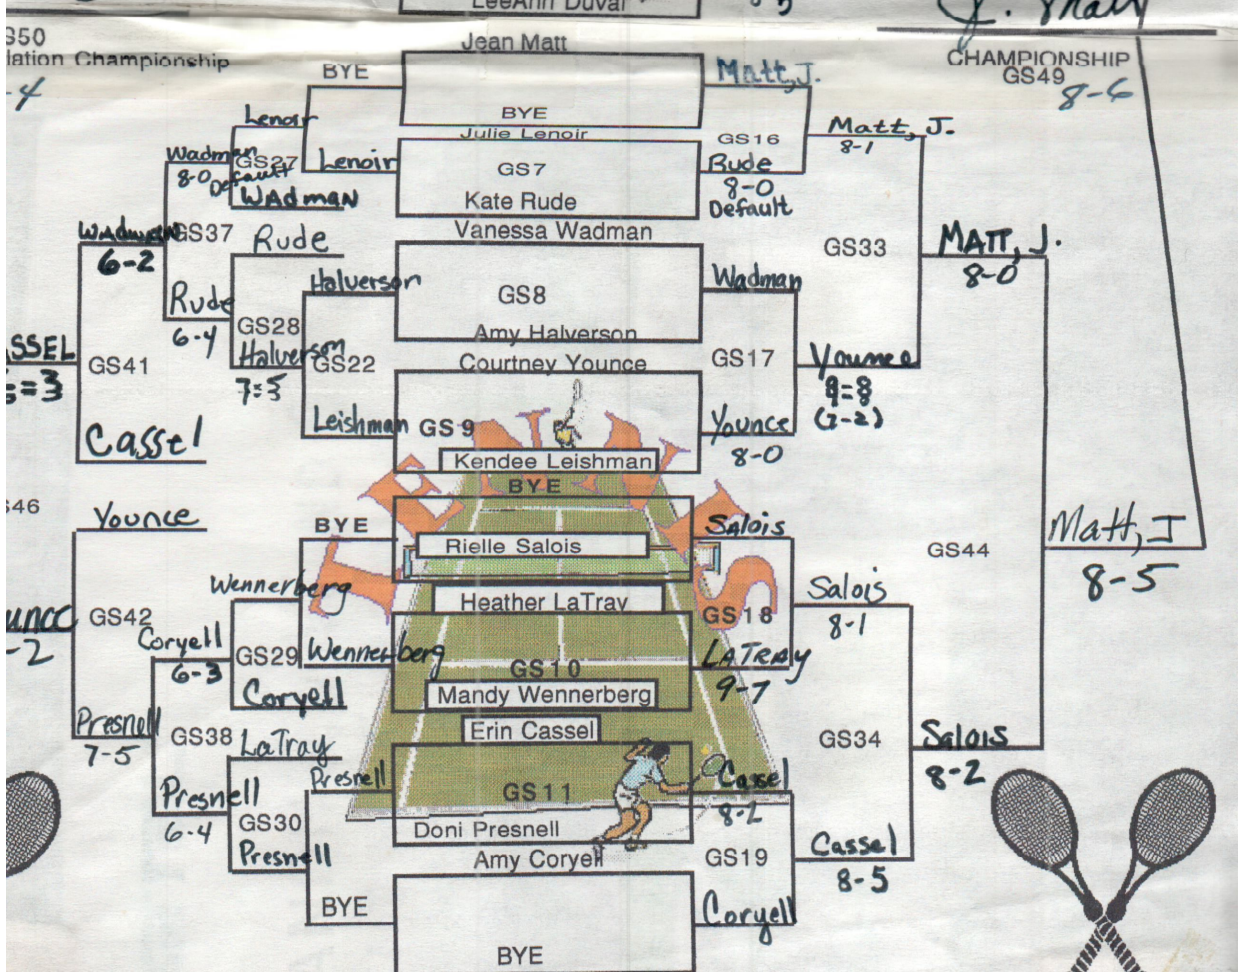 LeeAnn Duval
GS50
CHAMPIONSHIP
GS49
8-6
lation Championship
-4
Jean Matt
BYE
Matt, J.
BYE
Lenoir
Julie Lenoir
GS16
Matt, J.
8-1
Wadman
8-0
Default
GS27
Lenoir
GS7
Rude
8-0
Default
WAdman
Kate Rude
Vanessa Wadman
WAdman
6-2
GS37
Rude
GS33
MATT, J.
8-0
Halverson
GS8
Wadman
Rude
6-4
GS28
Amy Halverson
Halverson
7=5
GS22
Courtney Younce
GS17
Younce
9=8
(7-2)
ASSEL
=3
GS41
Leishman
GS9
Younce
8-0
Cassel
Kendee Leishman
TENNIS
BYE
S46
Younce
BYE
Rielle Salois
SAlois
GS44
Matt, J
8-5
Wennerberg
Heather LaTray
GS18
Salois
8-1
ounce
-2
GS42
Coryell
6-3
GS29
Wennerberg
GS10
LATRAY
9-7
Coryell
Mandy Wennerberg
Presnell
7-5
GS38
LaTray
Erin Cassel
GS34
Salois
8-2
Presnell
6-4
Presnell
GS11
Cassel
GS30
Doni Presnell
Presnell
Amy Coryell
GS19
Cassel
8-5
BYE
Coryell
BYE